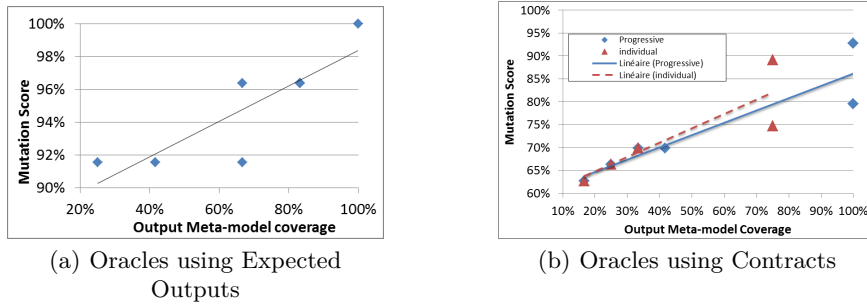 100%
98%
96%
94%
92%
90%
Mutation Score
20%
40%
60%
80%
100%
Output Meta-model coverage
(a) Oracles using Expected
Outputs
100%
95%
90%
85%
80%
75%
70%
65%
60%
Mutation Score
Progressive
individual
Linéaire (Progressive)
Linéaire (individual)
10%
20%
30%
40%
50%
60%
70%
80%
90%
100%
Output Meta-model Coverage
(b) Oracles using Contracts